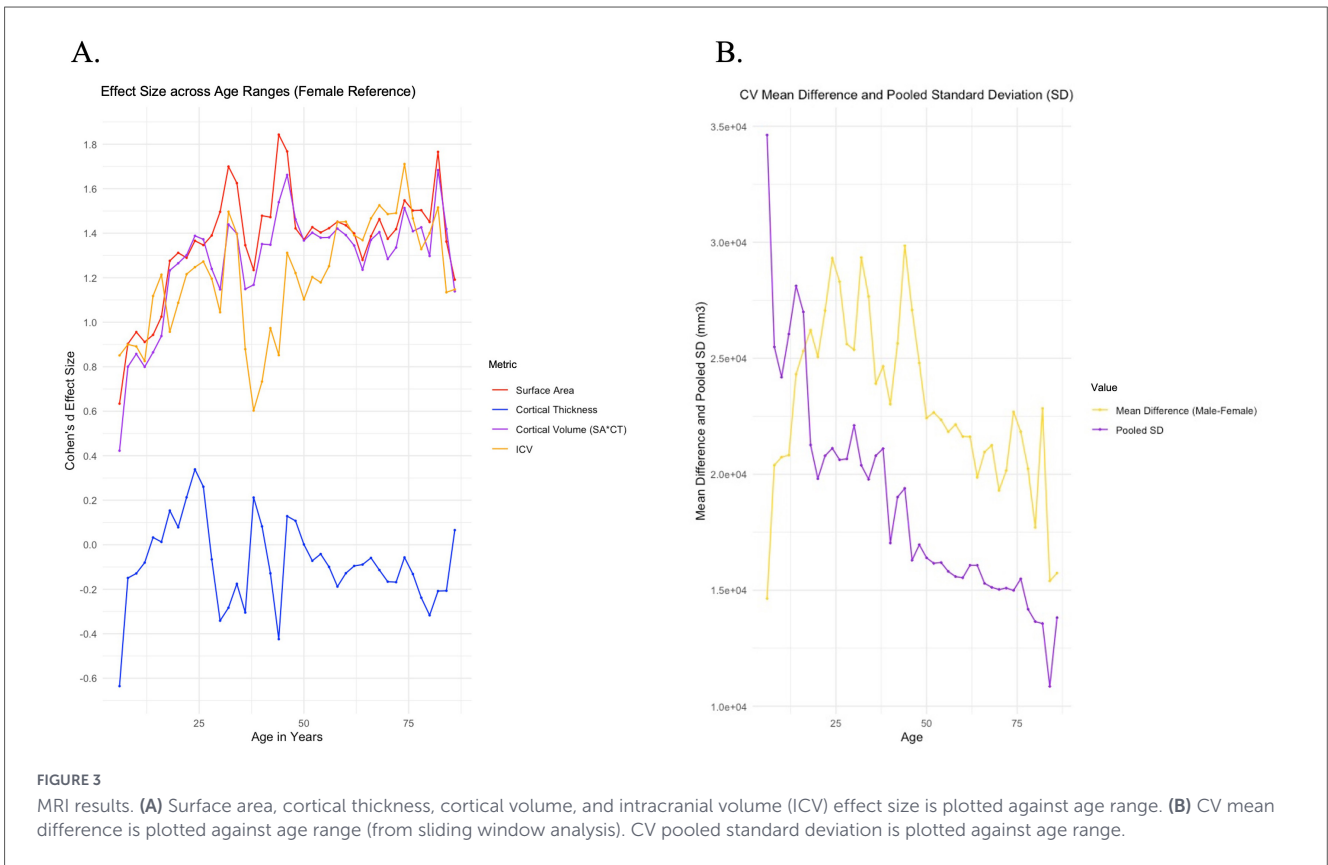 A.
Effect Size across Age Ranges (Female Reference)
1.8
1.6
1.4
1.2
1.0
0.8
0.6
0.4
0.2
0.0
-0.2
-0.4
-0.6
Cohen's d Effect Size
25
50
75
Age in Years
Metric
Surface Area
Cortical Thickness
Cortical Volume (SA*CT)
ICV
B.
CV Mean Difference and Pooled Standard Deviation (SD)
3.5e+04
3.0e+04
2.5e+04
2.0e+04
1.5e+04
1.0e+04
Mean Difference and Pooled SD (mm3)
25
50
75
Age
Value
Mean Difference (Male-Female)
Pooled SD
FIGURE 3
MRI results. (A) Surface area, cortical thickness, cortical volume, and intracranial volume (ICV) effect size is plotted against age range. (B) CV mean
difference is plotted against age range (from sliding window analysis). CV pooled standard deviation is plotted against age range.